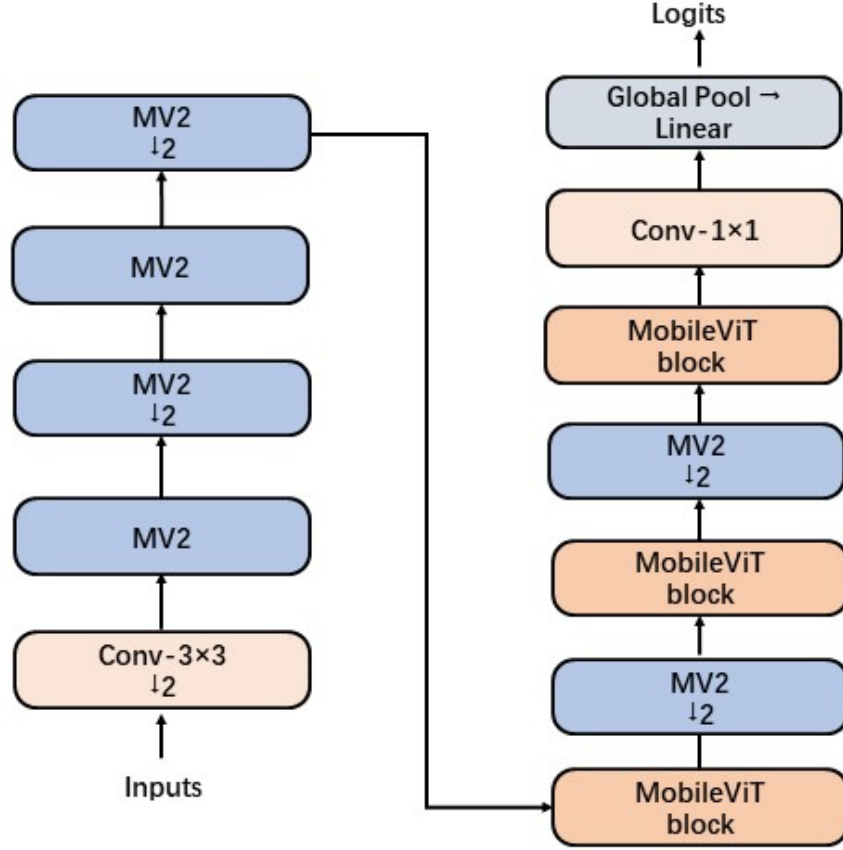 Logits
Global Pool →
Linear
Conv-1×1
MobileViT
block
MV2
↓2
MobileViT
block
MV2
↓2
MobileViT
block
MV2
↓2
MV2
MV2
↓2
MV2
Conv-3×3
↓2
Inputs